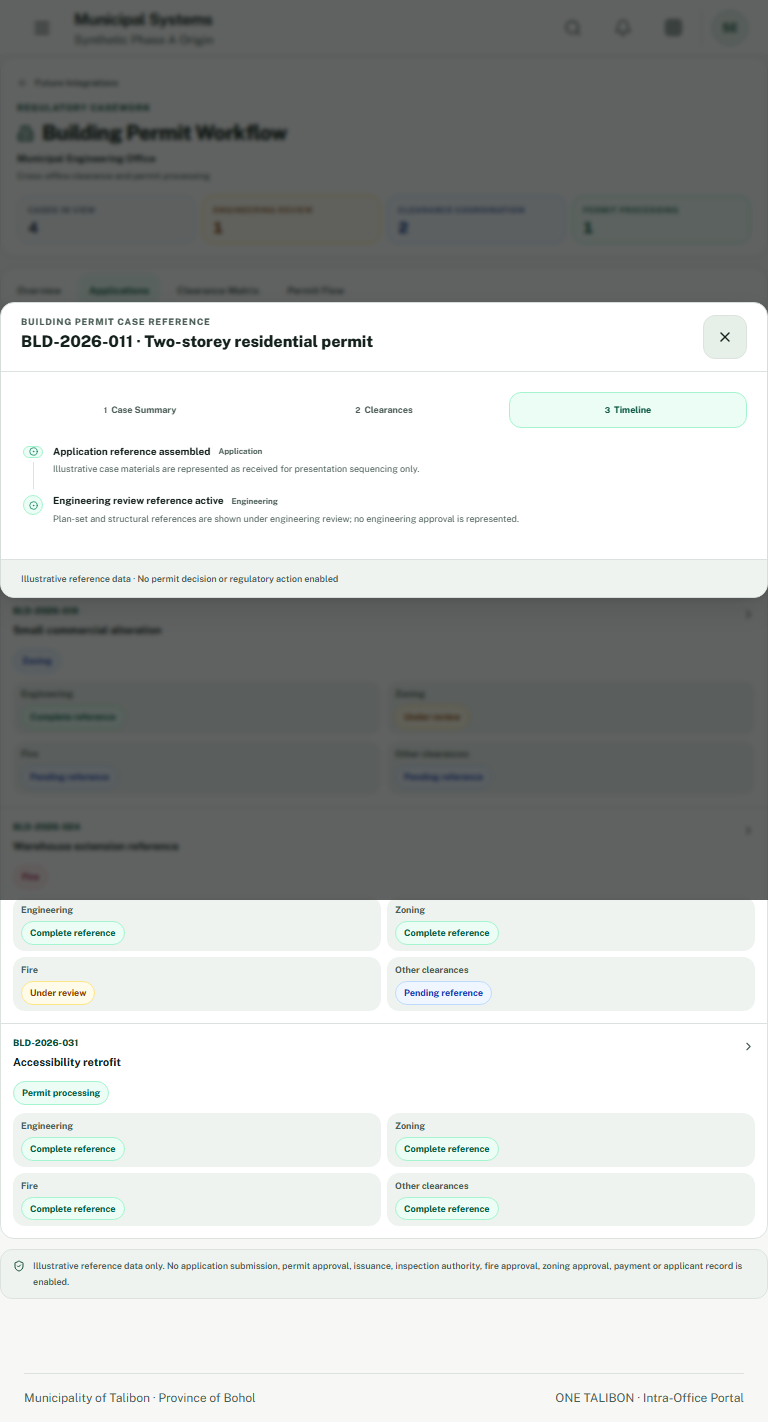 Municipal Systems
Synthetic Phase A Origin
SE
Future Integrations
REGULATORY CASEWORK
Building Permit Workflow
Municipal Engineering Office
Cross-office clearance and permit processing
CASES IN VIEW
4
ENGINEERING REVIEW
1
CLEARANCE COORDINATION
2
PERMIT PROCESSING
1
Overview
Applications
Clearance Matrix
Permit Flow
BUILDING PERMIT CASE REFERENCE
BLD-2026-011 · Two-storey residential permit
1 Case Summary
2 Clearances
3 Timeline
Application reference assembled Application
Illustrative case materials are represented as received for presentation sequencing only.
Engineering review reference active Engineering
Plan-set and structural references are shown under engineering review; no engineering approval is represented.
Illustrative reference data · No permit decision or regulatory action enabled
Small commercial alteration
Zoning
Engineering
Complete reference
Zoning
Under review
Fire
Pending reference
Other clearances
Pending reference
BLD-2026-024
Warehouse extension reference
Fire
Engineering
Complete reference
Zoning
Complete reference
Fire
Under review
Other clearances
Pending reference
BLD-2026-031
Accessibility retrofit
Permit processing
Engineering
Complete reference
Zoning
Complete reference
Fire
Complete reference
Other clearances
Complete reference
Illustrative reference data only. No application submission, permit approval, issuance, inspection authority, fire approval, zoning approval, payment or applicant record is
enabled.
Municipality of Talibon · Province of Bohol
ONE TALIBON · Intra-Office Portal